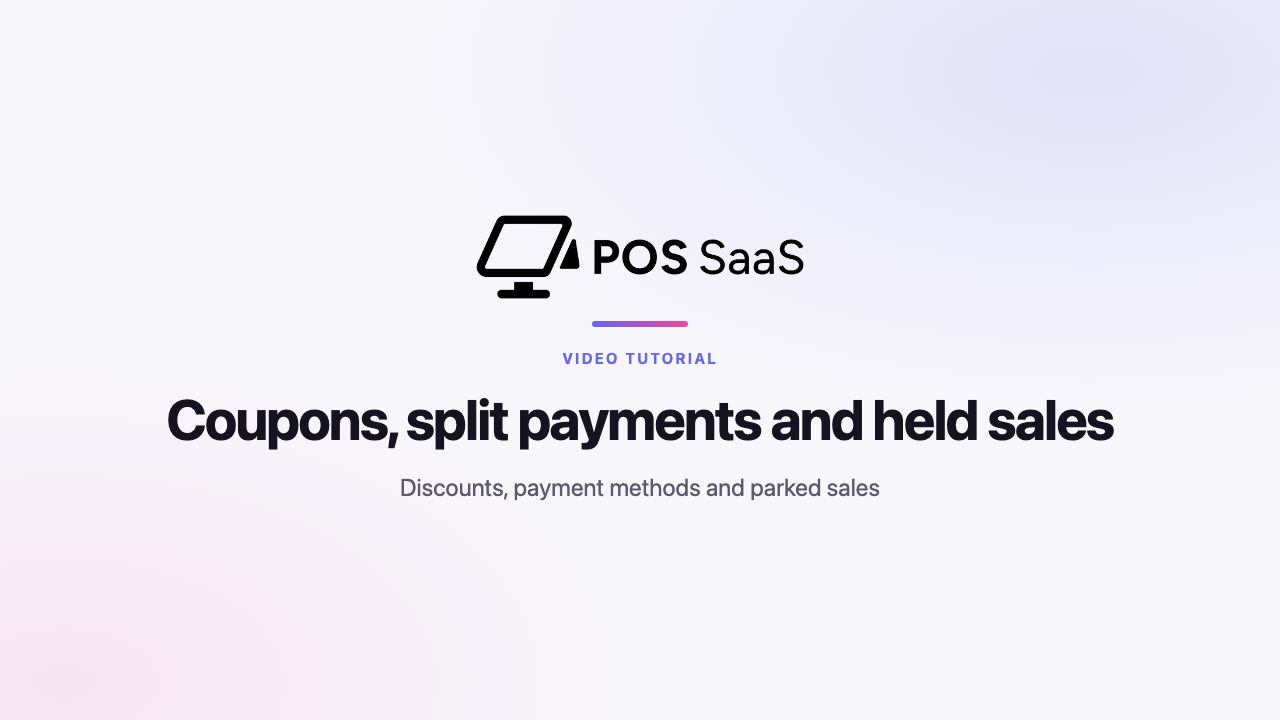 POS SaaS
VIDEO TUTORIAL
Coupons, split payments and held sales
Discounts, payment methods and parked sales